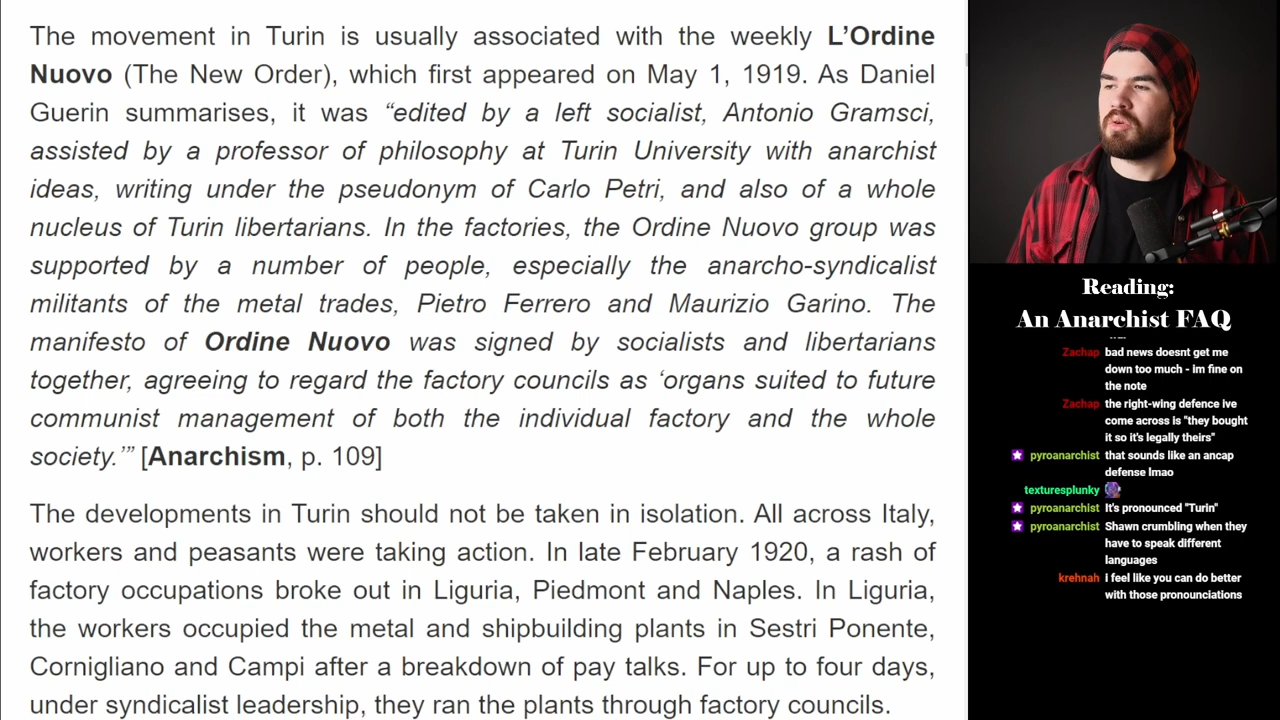 The movement in Turin is usually associated with the weekly L’Ordine
Nuovo (The New Order), which first appeared on May 1, 1919. As Daniel
Guerin summarises, it was “edited by a left socialist, Antonio Gramsci,
assisted by a professor of philosophy at Turin University with anarchist
ideas, writing under the pseudonym of Carlo Petri, and also of a whole
nucleus of Turin libertarians. In the factories, the Ordine Nuovo group was
supported by a number of people, especially the anarcho-syndicalist
militants of the metal trades, Pietro Ferrero and Maurizio Garino. The
manifesto of Ordine Nuovo was signed by socialists and libertarians
together, agreeing to regard the factory councils as ‘organs suited to future
communist management of both the individual factory and the whole
society.’” [Anarchism, p. 109]
The developments in Turin should not be taken in isolation. All across Italy,
workers and peasants were taking action. In late February 1920, a rash of
factory occupations broke out in Liguria, Piedmont and Naples. In Liguria,
the workers occupied the metal and shipbuilding plants in Sestri Ponente,
Cornigliano and Campi after a breakdown of pay talks. For up to four days,
under syndicalist leadership, they ran the plants through factory councils.
Reading:
An Anarchist FAQ
Zachap bad news doesnt get me
down too much - im fine on
the note
Zachap the right-wing defence ive
come across is "they bought
it so it's legally theirs"
pyroanarchist that sounds like an ancap
defense lmao
texturesplunky
pyroanarchist It's pronounced "Turin"
pyroanarchist Shawn crumbling when they
have to speak different
languages
krehnah i feel like you can do better
with those pronounciations